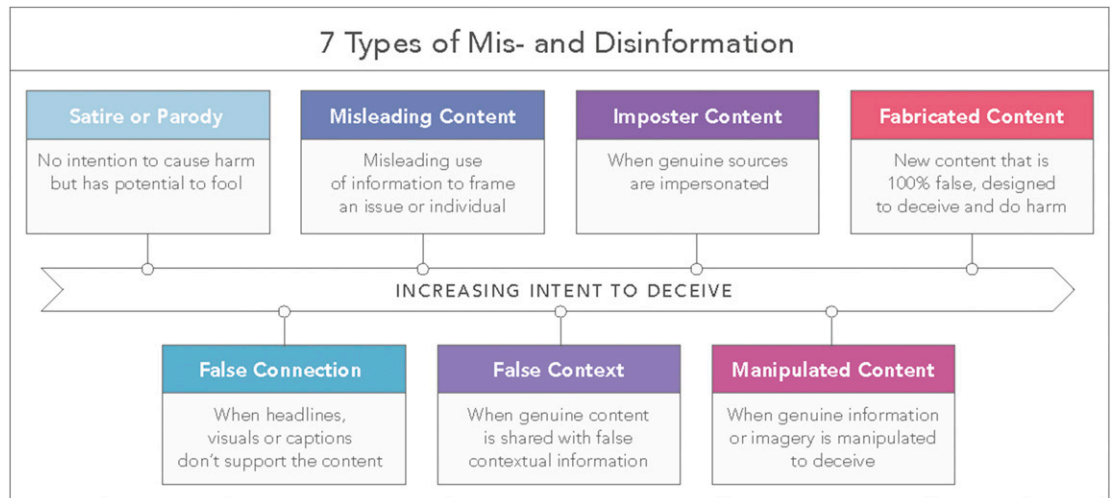 7 Types of Mis- and Disinformation
Satire or Parody
No intention to cause harm
but has potential to fool
Misleading Content
Misleading use
of information to frame
an issue or individual
Imposter Content
When genuine sources
are impersonated
Fabricated Content
New content that is
100% false, designed
to deceive and do harm
INCREASING INTENT TO DECEIVE
False Connection
When headlines,
visuals or captions
don't support the content
False Context
When genuine content
is shared with false
contextual information
Manipulated Content
When genuine information
or imagery is manipulated
to deceive